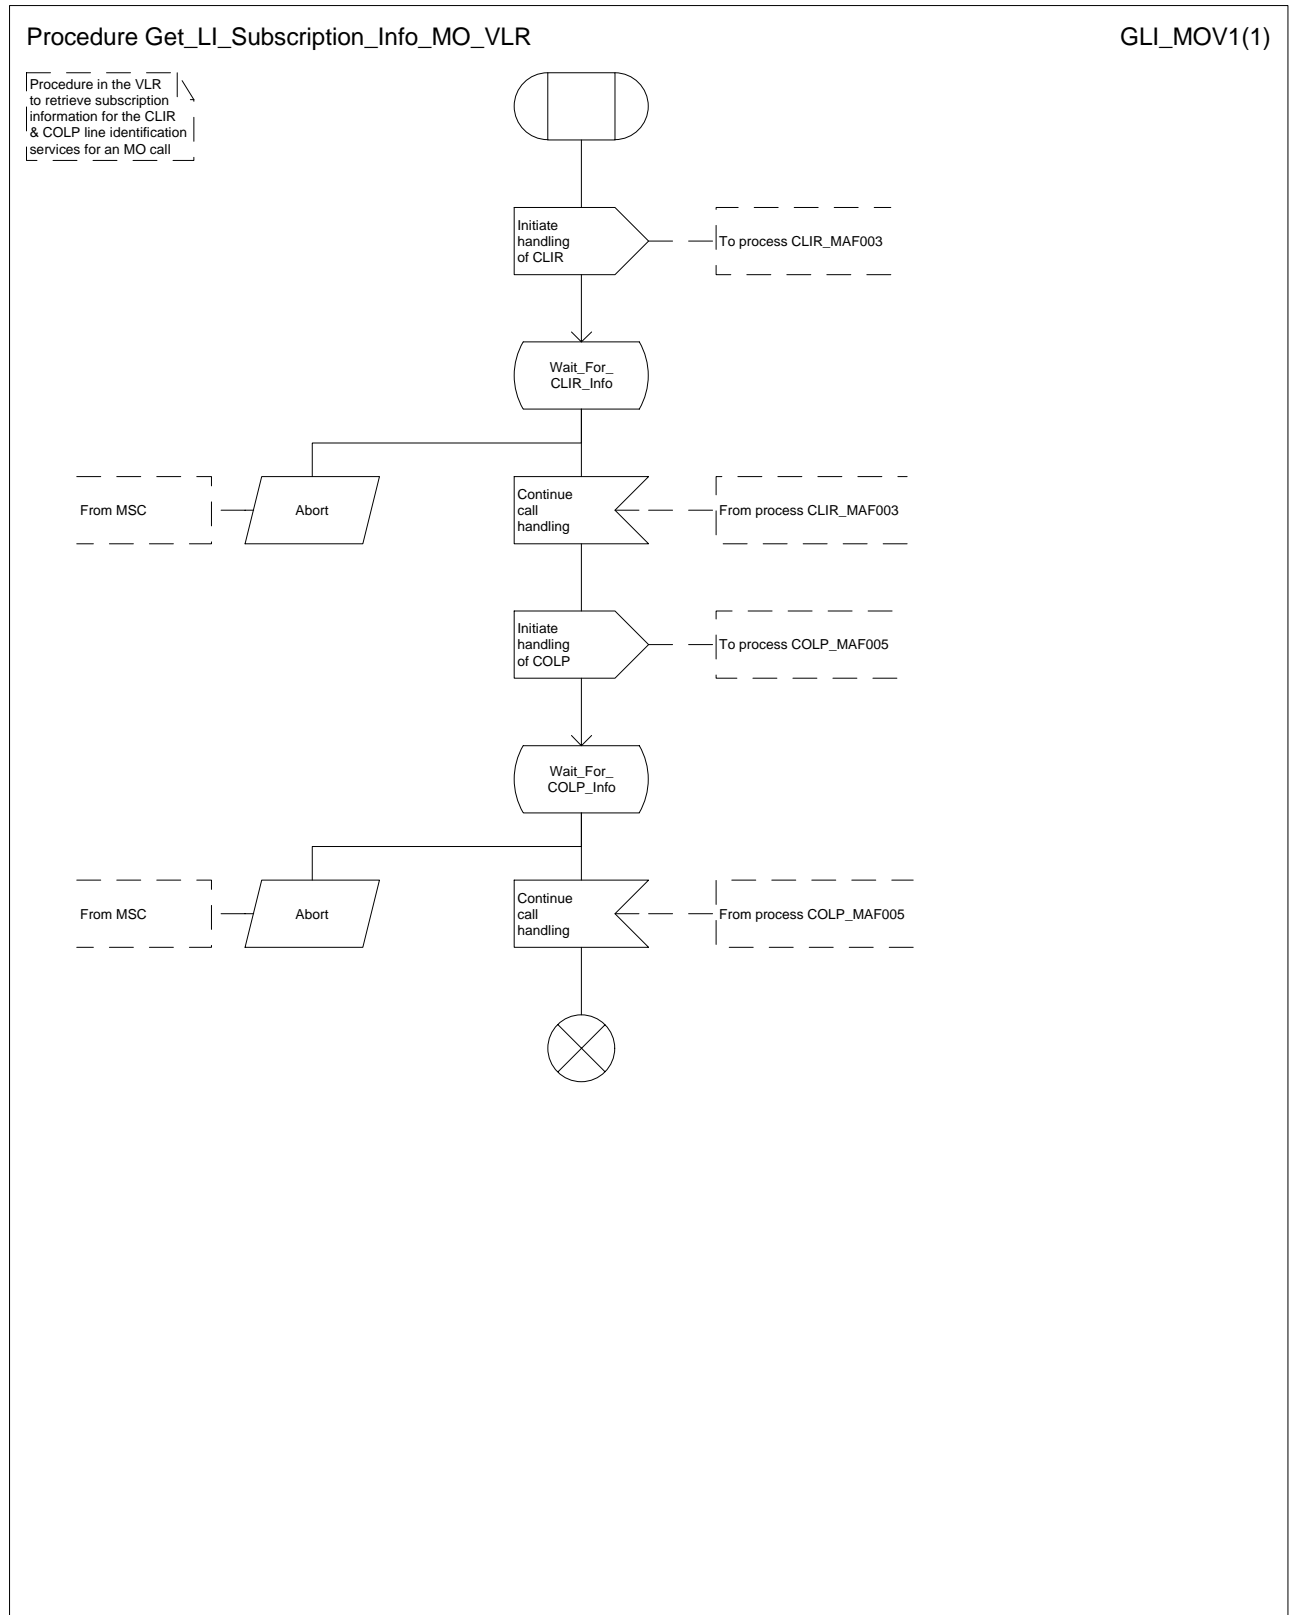 Procedure Get_LI_Subscription_Info_MO_VLR
GLI_MOV1(1)
Procedure in the VLR
to retrieve subscription
information for the CLIR
& COLP line identification
services for an MO call
Initiate
handling
of CLIR
To process CLIR_MAF003
Wait_For_
CLIR_Info
From MSC
Abort
Continue
call
handling
From process CLIR_MAF003
Initiate
handling
of COLP
To process COLP_MAF005
Wait_For_
COLP_Info
From MSC
Abort
Continue
call
handling
From process COLP_MAF005